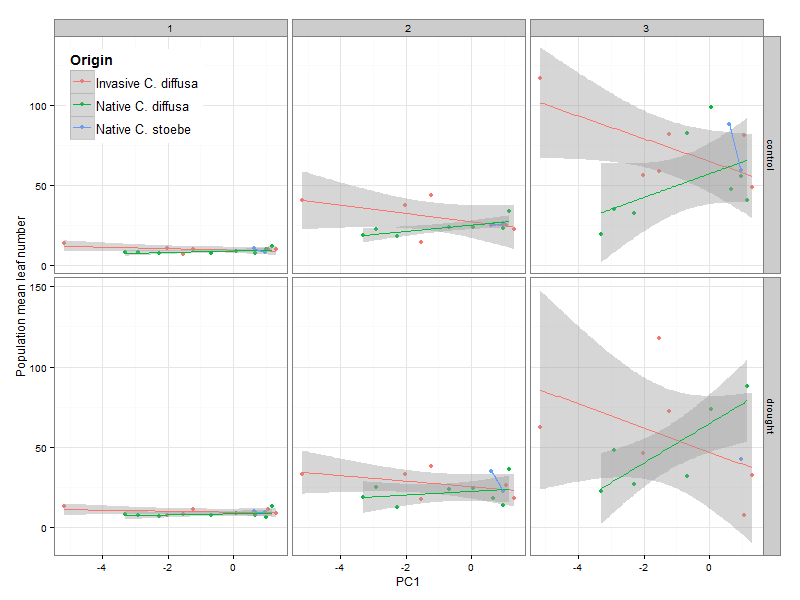 1 2 3
Origin
Invasive C. diffusa
Native C. diffusa
Native C. stoebe
100
50
0
control
150
100
50
0
drought
Population mean leaf number
-4 -2 0 -4 -2 0 -4 -2 0
PC1